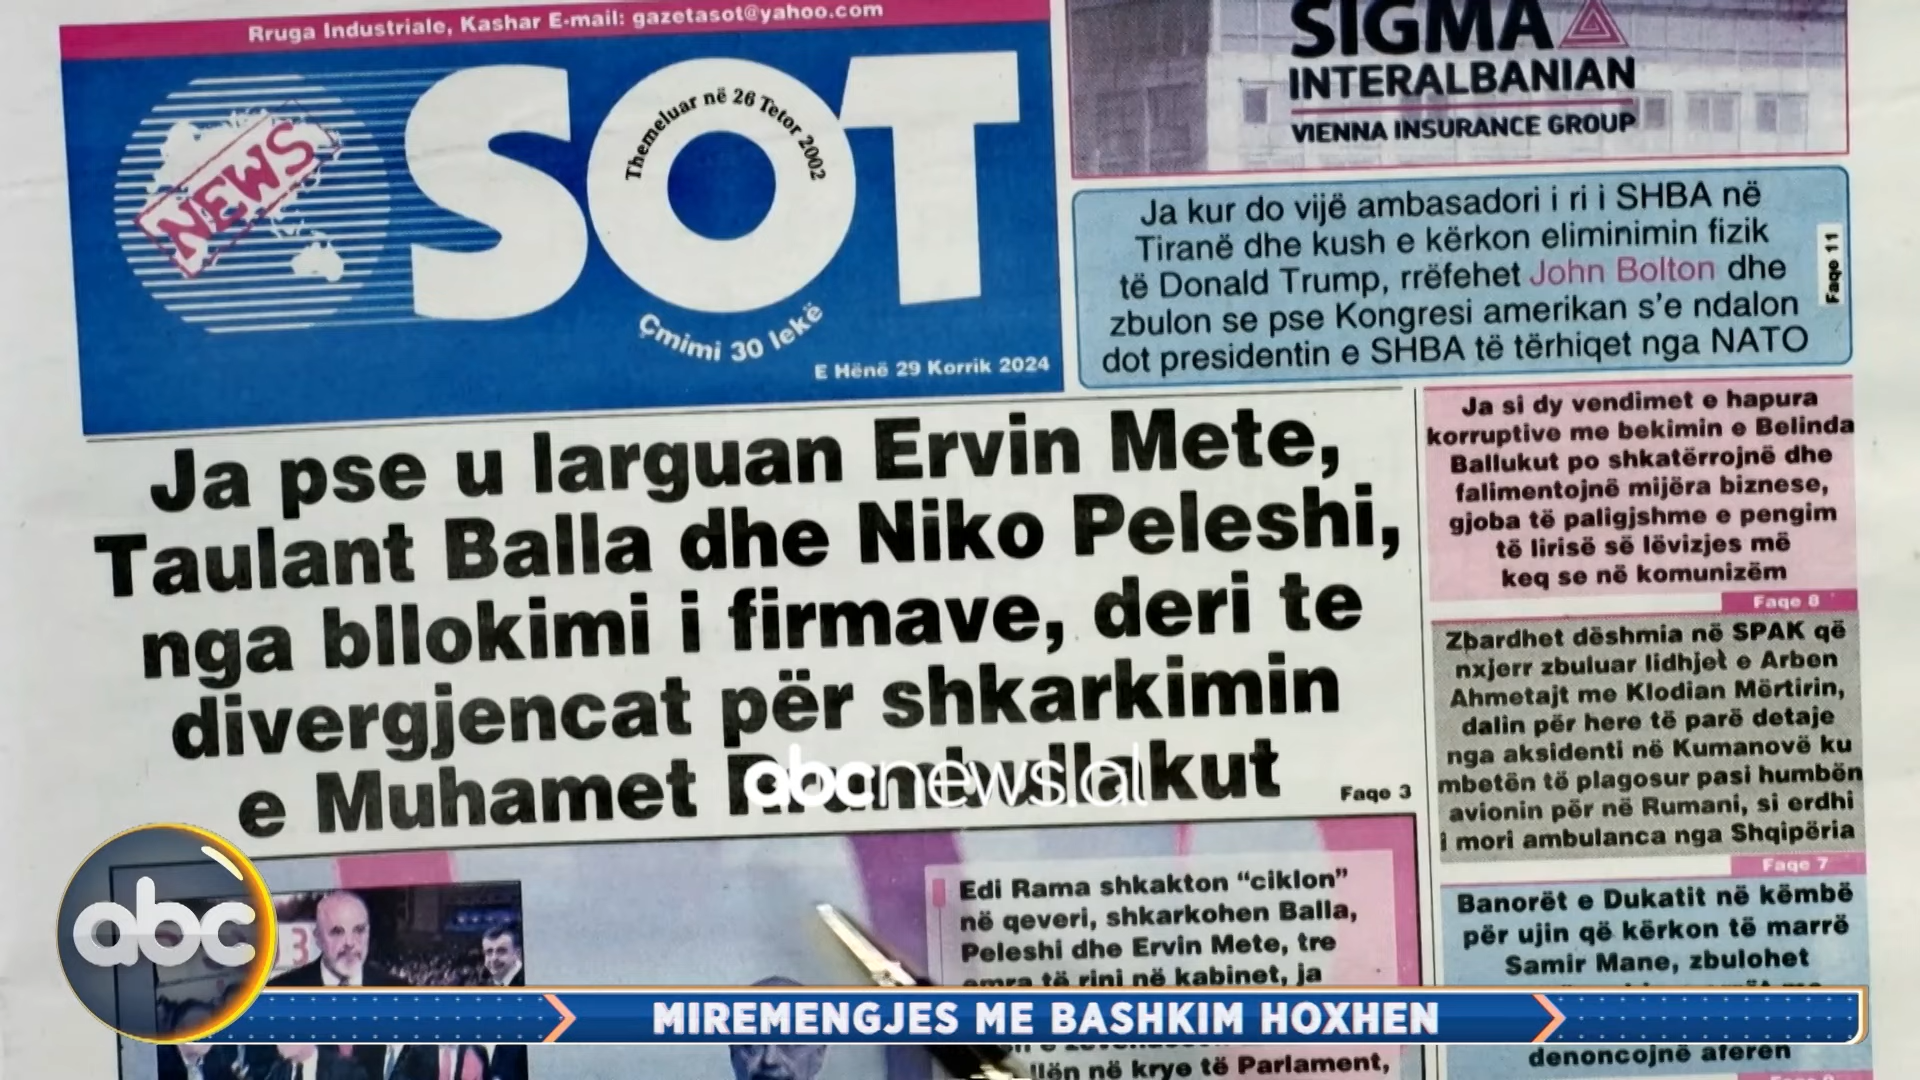 Rruga Industriale, Kashar E-mail: gazetasot@yahoo.com
NEWS
SOT
Themeluar në 26 Tetor 2002
Çmimi 30 lekë
E Hënë 29 Korrik 2024
SIGMA
INTERALBANIAN
VIENNA INSURANCE GROUP
Ja kur do vijë ambasadori i ri i SHBA në
Tiranë dhe kush e kërkon eliminimin fizik
të Donald Trump, rrëfehet John Bolton dhe
zbulon se pse Kongresi amerikan s'e ndalon
dot presidentin e SHBA të tërhiqet nga NATO
Faqe 11
Ja pse u larguan Ervin Mete,
Taulant Balla dhe Niko Peleshi,
nga bllokimi i firmave, deri te
divergjencat për shkarkimin
e Muhamet
Faqe 3
abcnews.al
Ja si dy vendimet e hapura
korruptive me bekimin e Belinda
Ballukut po shkatërrojnë dhe
falimentojnë mijëra biznese,
gjoba të paligjshme e pengim
të lirisë së lëvizjes më
keq se në komunizëm
Faqe 8
Zbardhet dëshmia në SPAK që
nxjerr zbuluar lidhjet e Arben
Ahmetajt me Klodian Mërtirin,
dalin për here të parë detaje
nga aksidenti në Kumanovë ku
mbetën të plagosur pasi humbën
avionin për në Rumani, si erdhi
i mori ambulanca nga Shqipëria
Faqe 7
Banorët e Dukatit në këmbë
për ujin që kërkon të marrë
Samir Mane, zbulohet
denoncojnë aferën
Edi Rama shkakton “ciklon”
në qeveri, shkarkohen Balla,
Peleshi dhe Ervin Mete, tre
emra të rinj në kabinet, ja
në krye të Parlament,
abc
MIREMENGJES ME BASHKIM HOXHEN